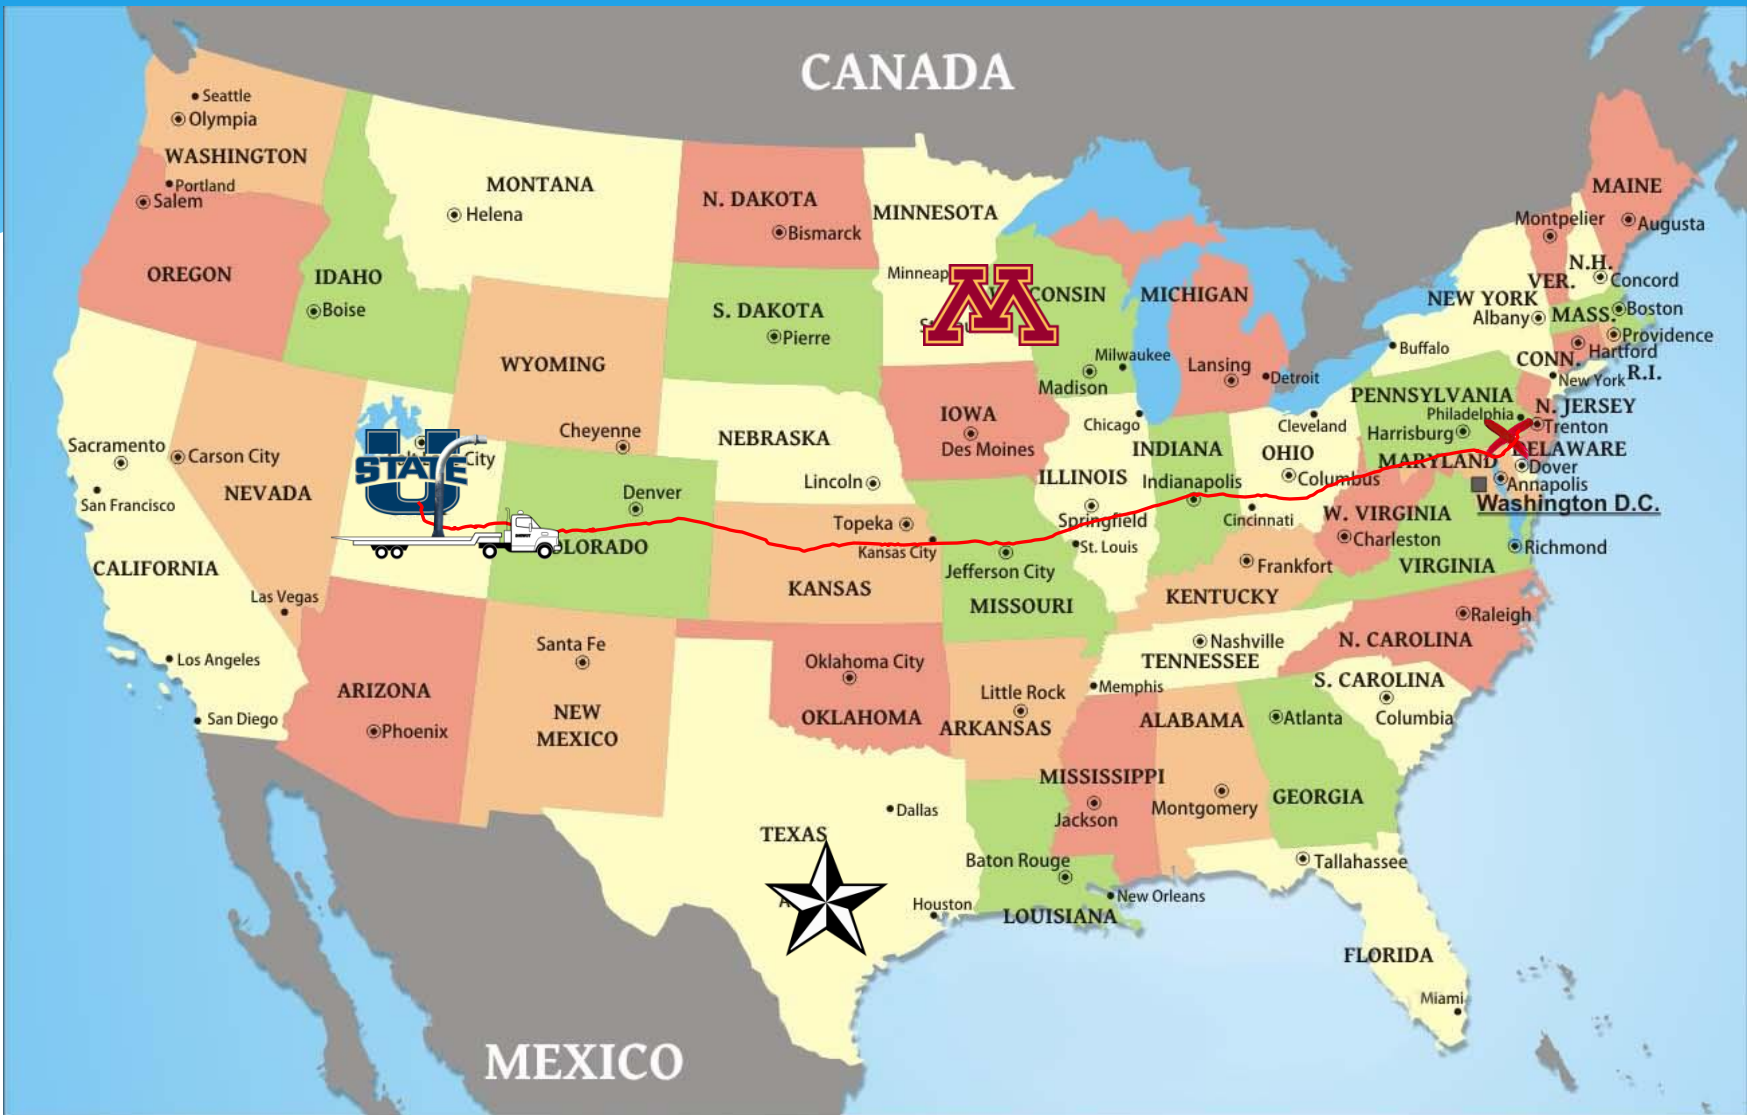 CANADA
Seattle
Olympia
WASHINGTON
Portland
Salem
OREGON
IDAHO
Boise
MONTANA
Helena
N. DAKOTA
Bismarck
MINNESOTA
Minneap
S. DAKOTA
Pierre
WYOMING
Cheyenne
CONSIN
Milwaukee
Madison
MICHIGAN
Lansing
Detroit
MAINE
Augusta
Montpelier
N.H.
VER.
Concord
NEW YORK
Albany
MASS.
Boston
Providence
Buffalo
CONN.
Hartford
R.I.
New York
PENNSYLVANIA
Philadelphia
N. JERSEY
Harrisburg
Trenton
MARYLAND
DELAWARE
Dover
Annapolis
Washington D.C.
Sacramento
Carson City
San Francisco
NEVADA
CALIFORNIA
Las Vegas
Los Angeles
San Diego
STATE
City
Denver
OLORADO
NEBRASKA
Lincoln
IOWA
Des Moines
Chicago
ILLINOIS
Springfield
INDIANA
Indianapolis
OHIO
Cleveland
Columbus
Cincinnati
W. VIRGINIA
Charleston
VIRGINIA
Richmond
Topeka
Kansas City
KANSAS
Jefferson City
MISSOURI
St. Louis
Frankfort
KENTUCKY
ARIZONA
Phoenix
Santa Fe
NEW
MEXICO
Oklahoma City
OKLAHOMA
Little Rock
ARKANSAS
Nashville
TENNESSEE
Memphis
Raleigh
N. CAROLINA
S. CAROLINA
Columbia
Atlanta
GEORGIA
ALABAMA
Montgomery
MISSISSIPPI
Jackson
Dallas
TEXAS
A
Houston
Baton Rouge
New Orleans
LOUISIANA
Tallahassee
FLORIDA
Miami
MEXICO